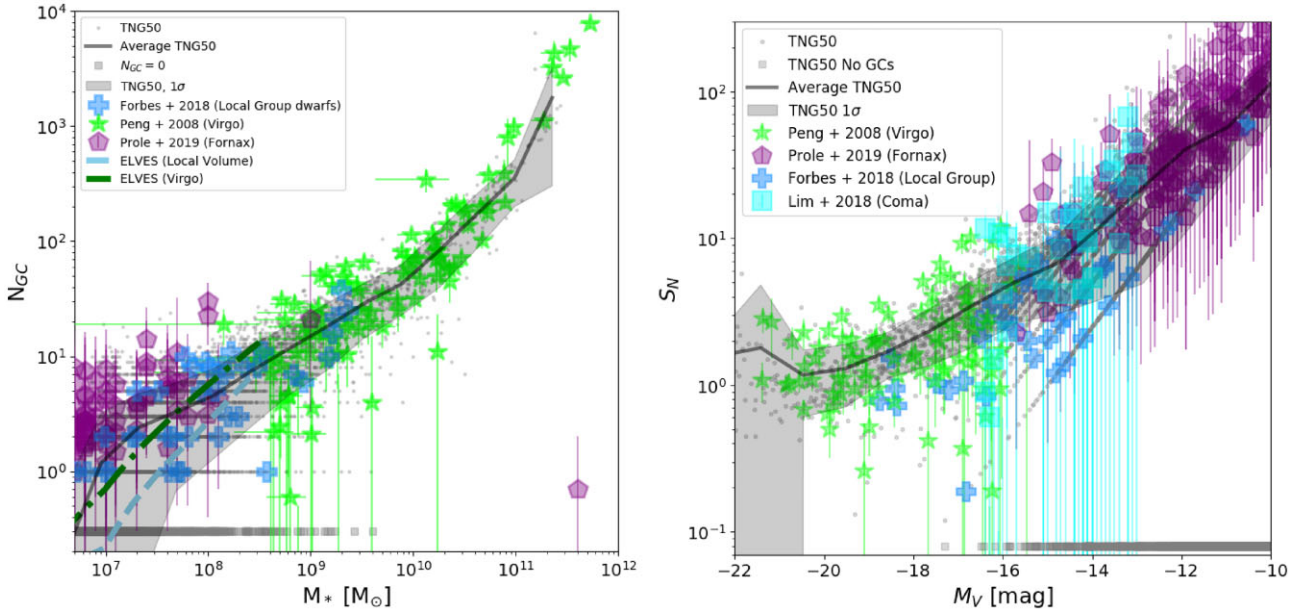 10⁴
10³
10²
10¹
10⁰
N_GC
TNG50
Average TNG50
N_GC = 0
TNG50, 1σ
Forbes + 2018 (Local Group dwarfs)
Peng + 2008 (Virgo)
Prole + 2019 (Fornax)
ELVES (Local Volume)
ELVES (Virgo)
10⁷ 10⁸ 10⁹ 10¹⁰ 10¹¹ 10¹²
M* [M⊙]
10²
10¹
10⁰
10⁻¹
S_N
TNG50
TNG50 No GCs
Average TNG50
TNG50 1σ
Peng + 2008 (Virgo)
Prole + 2019 (Fornax)
Forbes + 2018 (Local Group)
Lim + 2018 (Coma)
−22 −20 −18 −16 −14 −12 −10
M_V [mag]